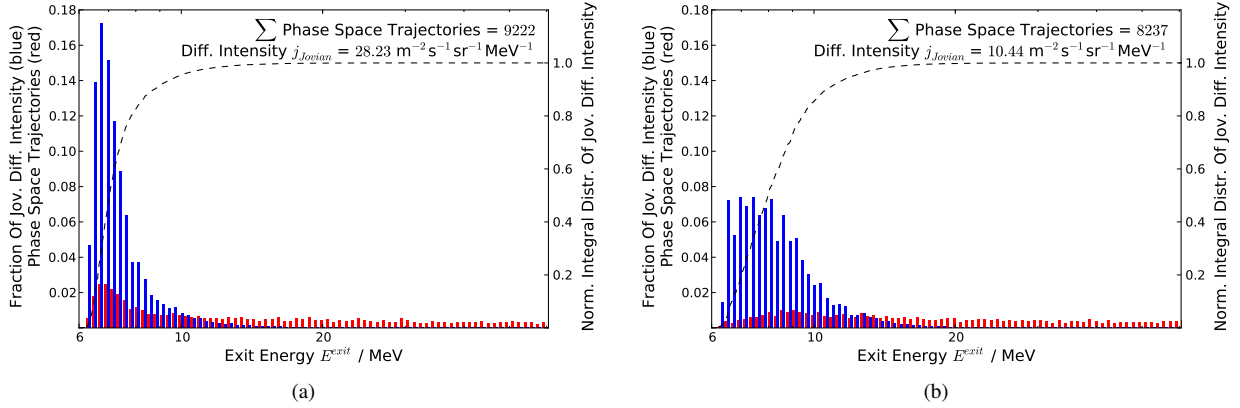 Fraction Of Jov. Diff. Intensity (blue)
Phase Space Trajectories (red)
0.18
0.16
0.14
0.12
0.10
0.08
0.06
0.04
0.02
∑ Phase Space Trajectories = 9222
Diff. Intensity j_Jovian = 28.23 m⁻² s⁻¹ sr⁻¹ MeV⁻¹
1.0
0.8
0.6
0.4
0.2
Norm. Integral Distr. Of Jov. Diff. Intensity
6 10 20
Exit Energy E^exit / MeV
(a)
Fraction Of Jov. Diff. Intensity (blue)
Phase Space Trajectories (red)
0.18
0.16
0.14
0.12
0.10
0.08
0.06
0.04
0.02
∑ Phase Space Trajectories = 8237
Diff. Intensity j_Jovian = 10.44 m⁻² s⁻¹ sr⁻¹ MeV⁻¹
1.0
0.8
0.6
0.4
0.2
Norm. Integral Distr. Of Jov. Diff. Intensity
6 10 20
Exit Energy E^exit / MeV
(b)